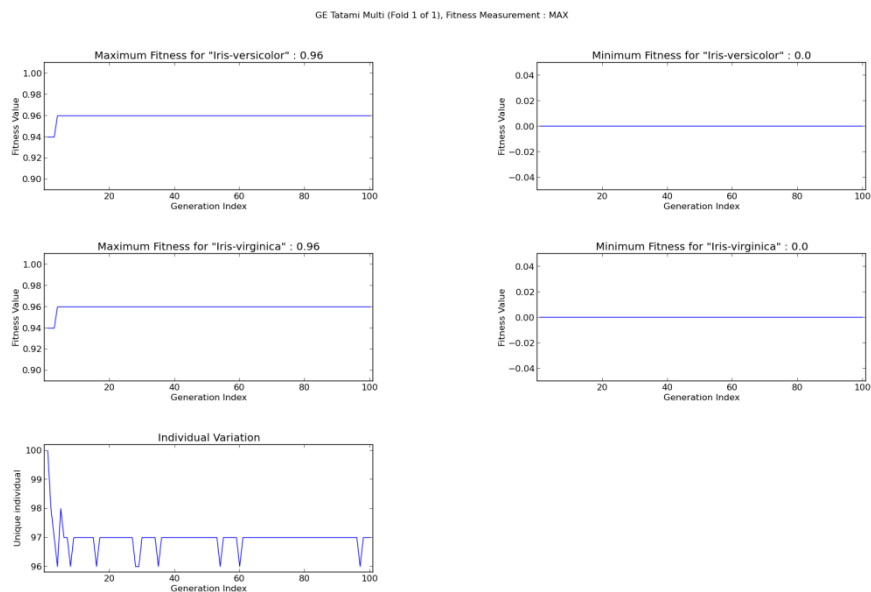 GE Tatami Multi (Fold 1 of 1), Fitness Measurement : MAX
Maximum Fitness for "Iris-versicolor" : 0.96
Fitness Value
1.00
0.98
0.96
0.94
0.92
0.90
20 40 60 80 100
Generation Index
Minimum Fitness for "Iris-versicolor" : 0.0
Fitness Value
0.04
0.02
0.00
−0.02
−0.04
20 40 60 80 100
Generation Index
Maximum Fitness for "Iris-virginica" : 0.96
Fitness Value
1.00
0.98
0.96
0.94
0.92
0.90
20 40 60 80 100
Generation Index
Minimum Fitness for "Iris-virginica" : 0.0
Fitness Value
0.04
0.02
0.00
−0.02
−0.04
20 40 60 80 100
Generation Index
Individual Variation
Unique individual
100
99
98
97
96
20 40 60 80 100
Generation Index